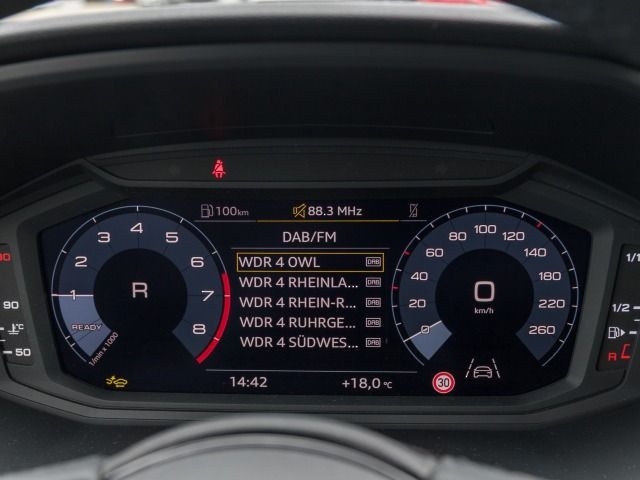 100km
88.3 MHz
DAB/FM
WDR 4 OWL DAB
WDR 4 RHEINLA... DAB
WDR 4 RHEIN-R... DAB
WDR 4 RUHRGE... DAB
WDR 4 SÜDWES... DAB
14:42
+18,0 °C
30
1
2
3
4
5
6
7
8
READY
1/min x 1000
R
0
20
40
60
80
100
120
140
160
180
200
220
240
260
0
km/h
90
°C
50
1/1
1/2
R